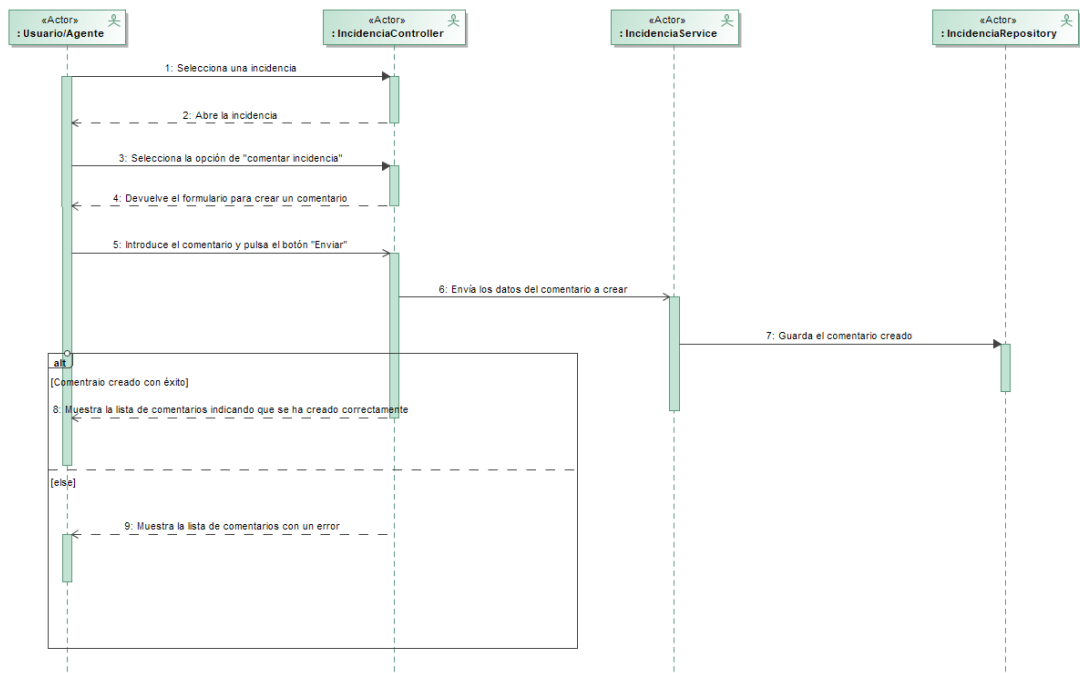 «Actor»
: Usuario/Agente
«Actor»
: IncidenciaController
«Actor»
: IncidenciaService
«Actor»
: IncidenciaRepository
1: Selecciona una incidencia
2: Abre la incidencia
3: Selecciona la opción de "comentar incidencia"
4: Devuelve el formulario para crear un comentario
5: Introduce el comentario y pulsa el botón "Enviar"
6: Envía los datos del comentario a crear
7: Guarda el comentario creado
alt
[Comentraio creado con éxito]
8: Muestra la lista de comentarios indicando que se ha creado correctamente
[else]
9: Muestra la lista de comentarios con un error